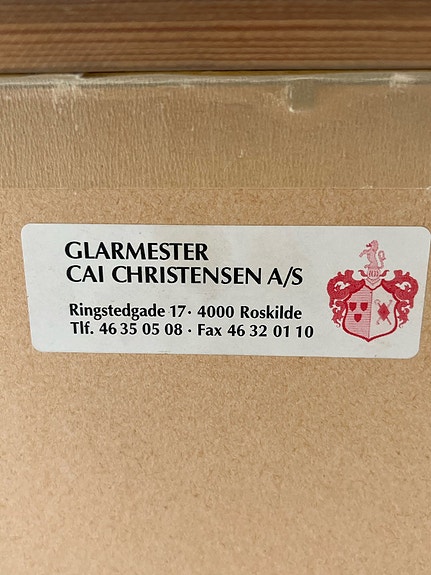 GLARMESTER
CAI CHRISTENSEN A/S
Ringstedgade 17 · 4000 Roskilde
Tlf. 46 35 05 08 · Fax 46 32 01 10